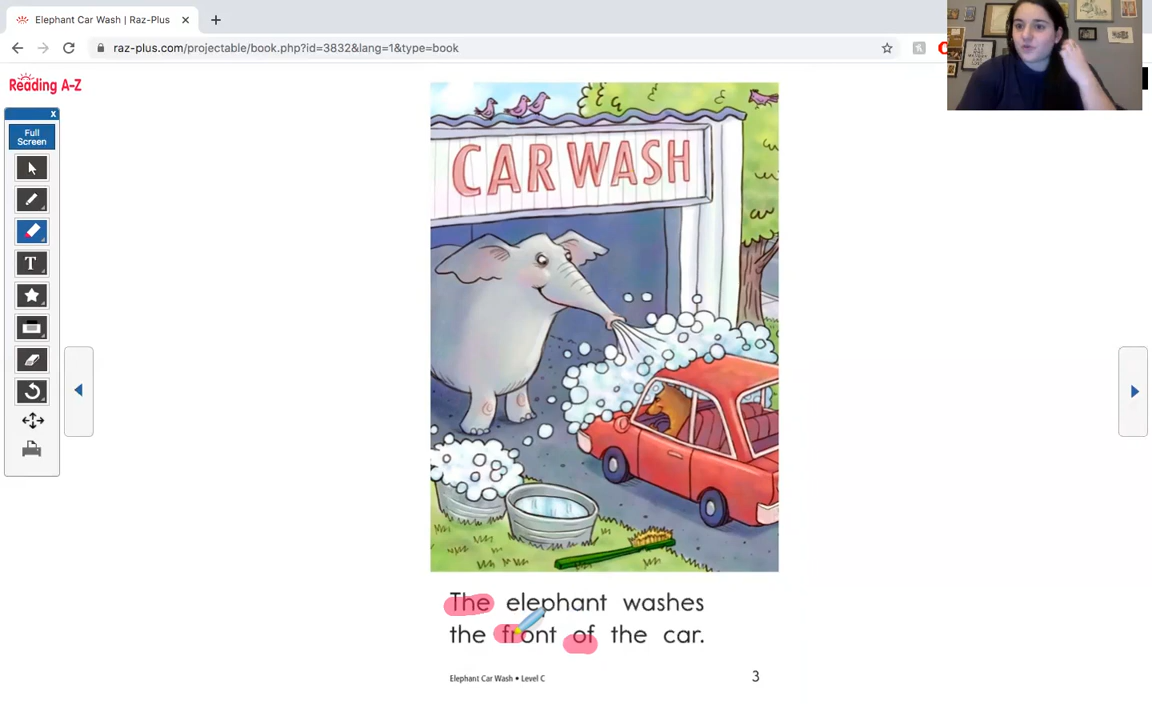 Elephant Car Wash | Raz-Plus
raz-plus.com/projectable/book.php?id=3832&lang=1&type=book
Reading A-Z
x
Full
Screen
T
CAR WASH
The elephant washes
the front of the car.
Elephant Car Wash • Level C
3